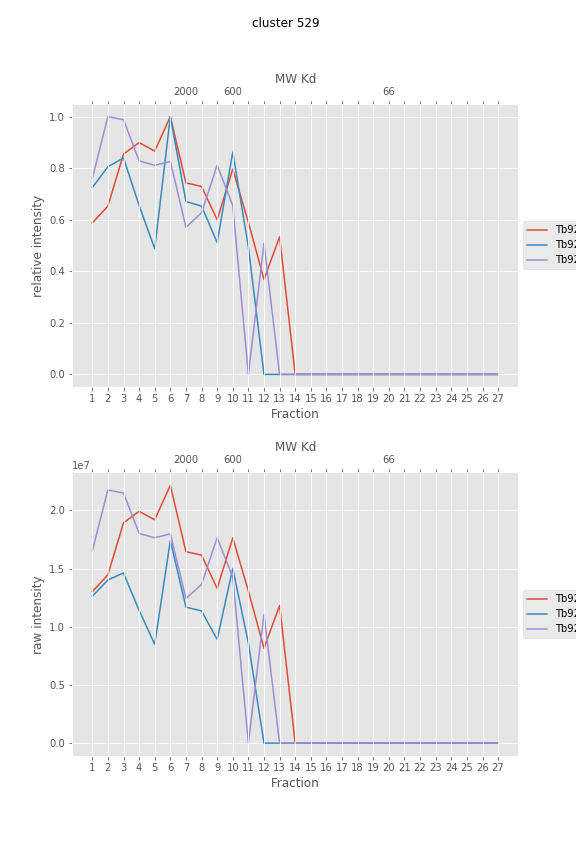 cluster 529
MW Kd
2000 600 66
relative intensity
1.0
0.8
0.6
0.4
0.2
0.0
Tb92
Tb92
Tb92
1 2 3 4 5 6 7 8 9 10 11 12 13 14 15 16 17 18 19 20 21 22 23 24 25 26 27
Fraction
MW Kd
2000 600 66
1e7
raw intensity
2.0
1.5
1.0
0.5
0.0
Tb92
Tb92
Tb92
1 2 3 4 5 6 7 8 9 10 11 12 13 14 15 16 17 18 19 20 21 22 23 24 25 26 27
Fraction